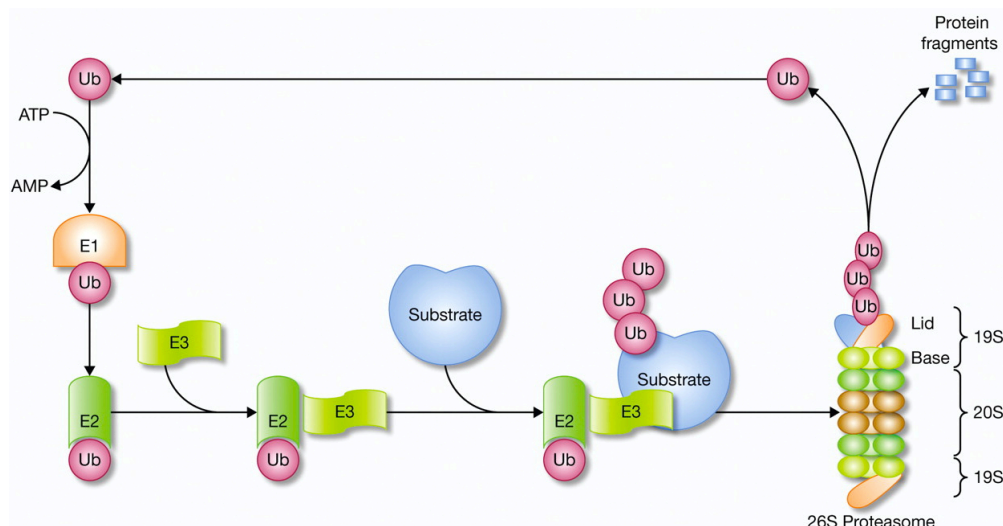 Protein
fragments
Ub
Ub
ATP
AMP
E1
Ub
Ub
Ub
Ub
Ub
Ub
Ub
Substrate
Substrate
E3
Lid
19S
Base
E2
E2
E3
E2
E3
20S
Ub
Ub
Ub
19S
26S Proteasome